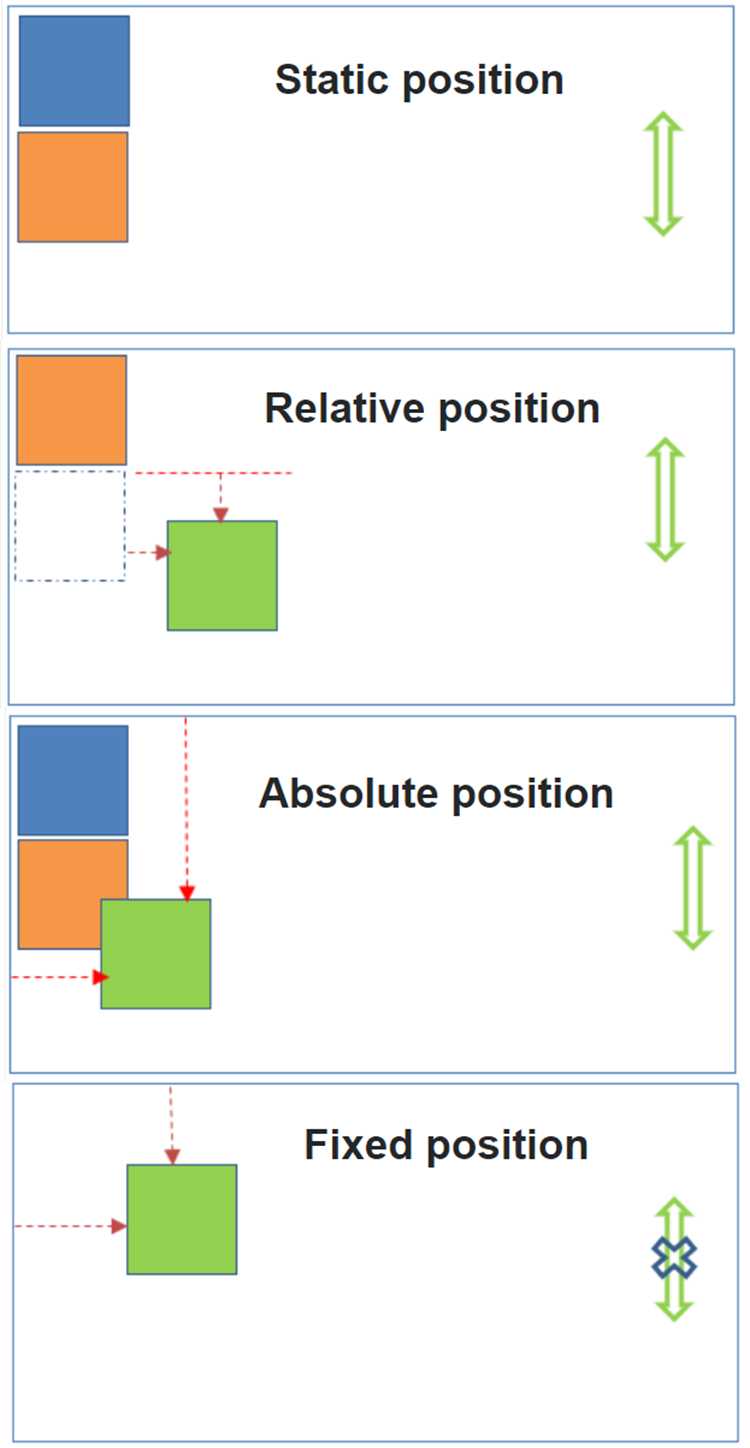 Static position
Relative position
Absolute position
Fixed position